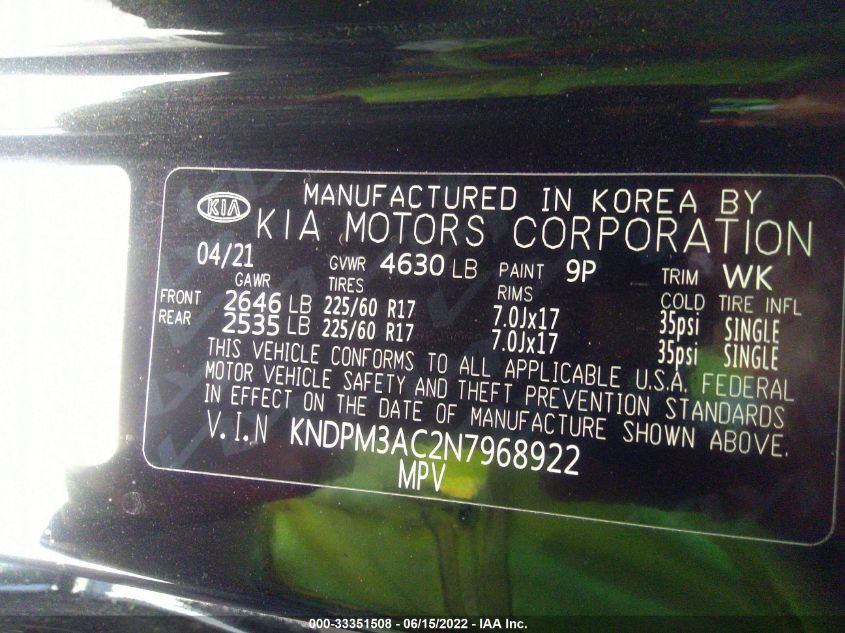 KIA
MANUFACTURED IN KOREA BY
KIA MOTORS CORPORATION
04/21 GVWR 4630 LB PAINT 9P TRIM WK
GAWR TIRES RIMS COLD TIRE INFL
FRONT 2646 LB 225/60 R17 7.0Jx17 35psi SINGLE
REAR 2535 LB 225/60 R17 7.0Jx17 35psi SINGLE
THIS VEHICLE CONFORMS TO ALL APPLICABLE U.S.A. FEDERAL
MOTOR VEHICLE SAFETY AND THEFT PREVENTION STANDARDS
IN EFFECT ON THE DATE OF MANUFACTURE SHOWN ABOVE.
V.I.N KNDPM3AC2N7968922
MPV
000-33351508 - 06/15/2022 - IAA Inc.